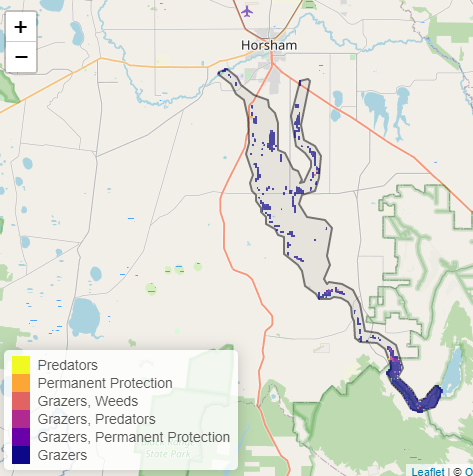 +
Horsham
−
Predators
Permanent Protection
Grazers, Weeds
Grazers, Predators
Grazers, Permanent Protection
Grazers
State Park
Leaflet | © O